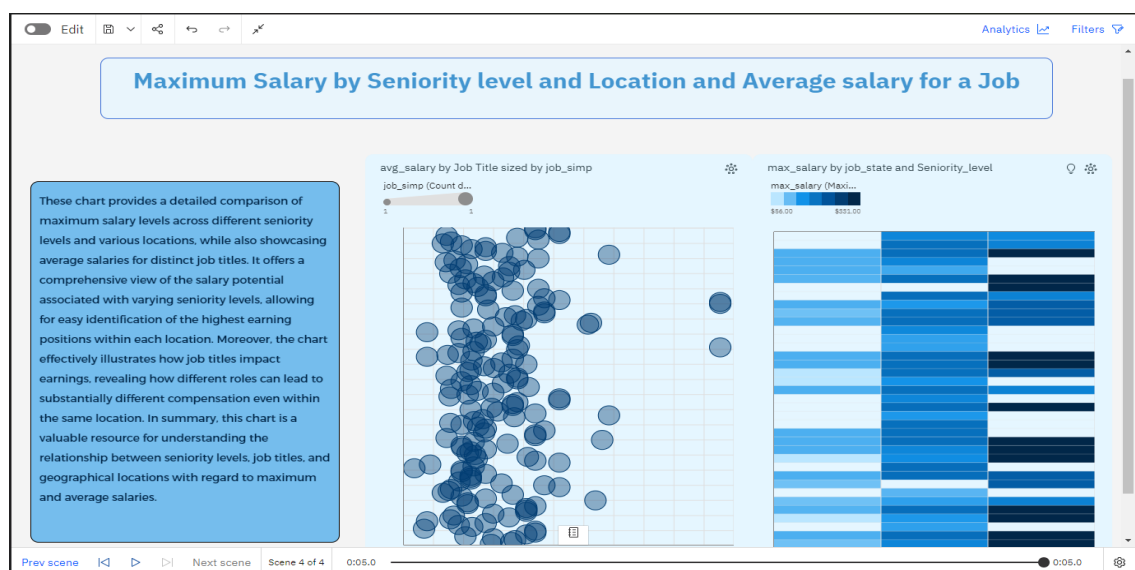 Edit
Analytics
Filters
Maximum Salary by Seniority level and Location and Average salary for a Job
These chart provides a detailed comparison of
maximum salary levels across different seniority
levels and various locations, while also showcasing
average salaries for distinct job titles. It offers a
comprehensive view of the salary potential
associated with varying seniority levels, allowing
for easy identification of the highest earning
positions within each location. Moreover, the chart
effectively illustrates how job titles impact
earnings, revealing how different roles can lead to
substantially different compensation even within
the same location. In summary, this chart is a
valuable resource for understanding the
relationship between seniority levels, job titles, and
geographical locations with regard to maximum
and average salaries.
avg_salary by Job Title sized by job_simp
job_simp (Count d...
1 1
max_salary by job_state and Seniority_level
max_salary (Maxi...
$56.00 $331.00
Prev scene
Next scene
Scene 4 of 4
0:05.0
0:05.0